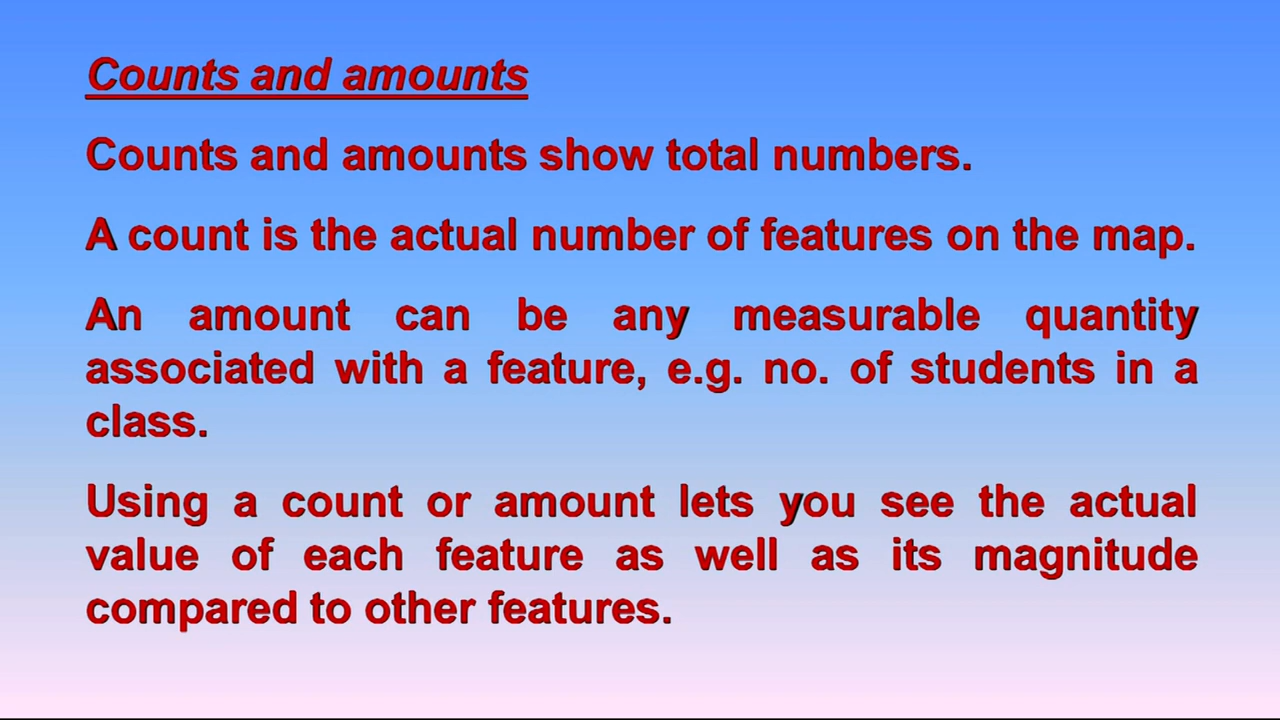 Counts and amounts
Counts and amounts show total numbers.
A count is the actual number of features on the map.
An amount can be any measurable quantity
associated with a feature, e.g. no. of students in a
class.
Using a count or amount lets you see the actual
value of each feature as well as its magnitude
compared to other features.